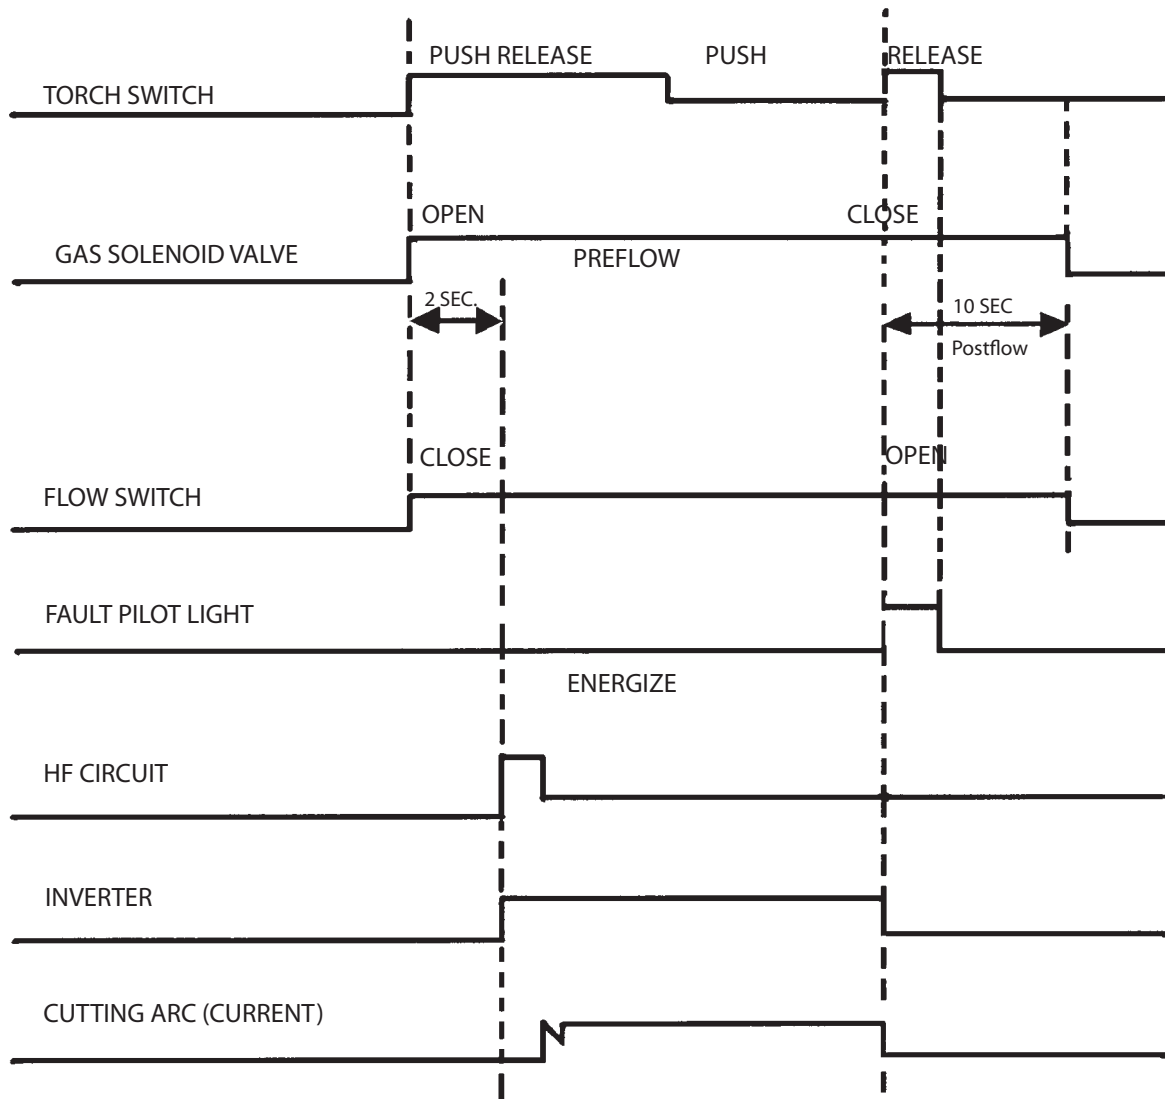 PUSH RELEASE PUSH RELEASE
TORCH SWITCH
OPEN CLOSE
GAS SOLENOID VALVE PREFLOW
2 SEC. 10 SEC
Postflow
CLOSE OPEN
FLOW SWITCH
FAULT PILOT LIGHT
ENERGIZE
HF CIRCUIT
INVERTER
CUTTING ARC (CURRENT)